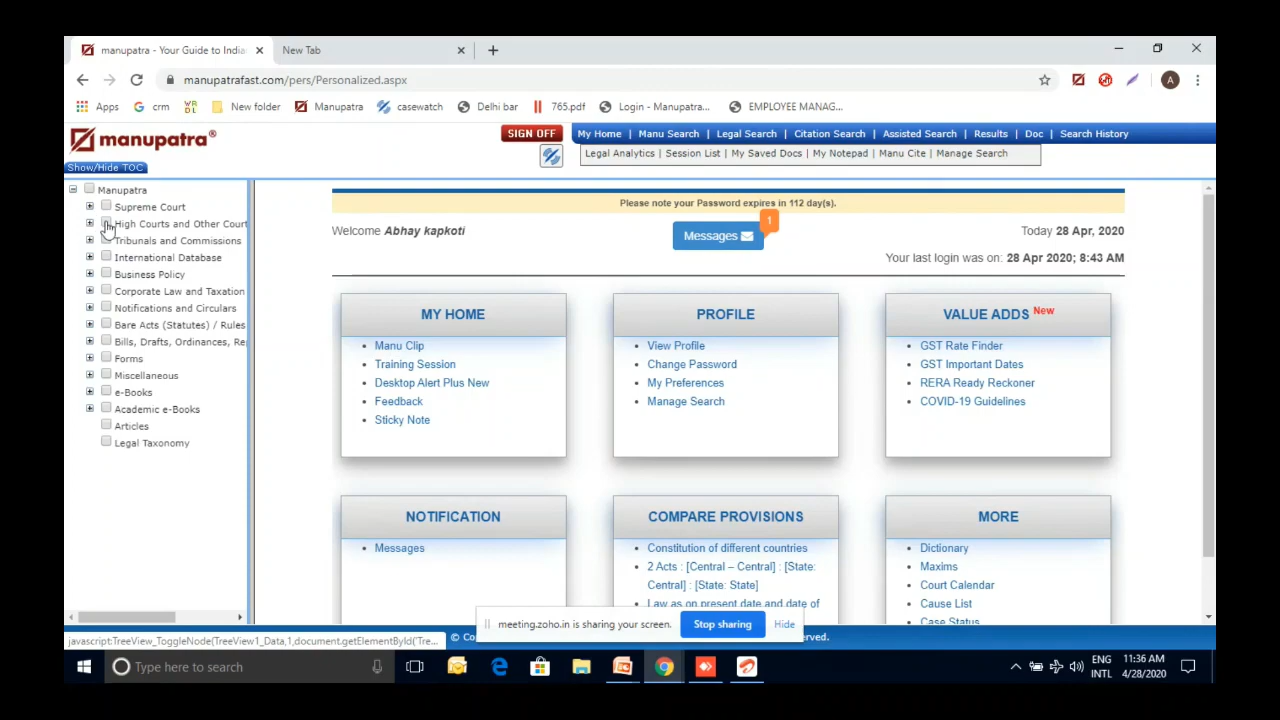 manupatra - Your Guide to India
New Tab
manupatrafast.com/pers/Personalized.aspx
A
Apps
crm
New folder
Manupatra
casewatch
Delhi bar
765.pdf
Login - Manupatra...
EMPLOYEE MANAG...
manupatra®
SIGN OFF
My Home | Manu Search | Legal Search | Citation Search | Assisted Search | Results | Doc | Search History
Legal Analytics | Session List | My Saved Docs | My Notepad | Manu Cite | Manage Search
Show/Hide TOC
Manupatra
Supreme Court
High Courts and Other Court
Tribunals and Commissions
International Database
Business Policy
Corporate Law and Taxation
Notifications and Circulars
Bare Acts (Statutes) / Rules
Bills, Drafts, Ordinances, Re
Forms
Miscellaneous
e-Books
Academic e-Books
Articles
Legal Taxonomy
Please note your Password expires in 112 day(s).
Welcome Abhay kapkoti
Messages
1
Today 28 Apr, 2020
Your last login was on: 28 Apr 2020; 8:43 AM
MY HOME
Manu Clip
Training Session
Desktop Alert Plus New
Feedback
Sticky Note
PROFILE
View Profile
Change Password
My Preferences
Manage Search
VALUE ADDS New
GST Rate Finder
GST Important Dates
RERA Ready Reckoner
COVID-19 Guidelines
NOTIFICATION
Messages
COMPARE PROVISIONS
Constitution of different countries
2 Acts : [Central – Central] : [State:
Central] : [State: State]
Law as on present date and date of
MORE
Dictionary
Maxims
Court Calendar
Cause List
Case Status
meeting.zoho.in is sharing your screen.
Stop sharing
Hide
javascript:TreeView_ToggleNode(TreeView1_Data,1,document.getElementById('Tre...
© Co
rved.
Type here to search
ENG
INTL
11:36 AM
4/28/2020